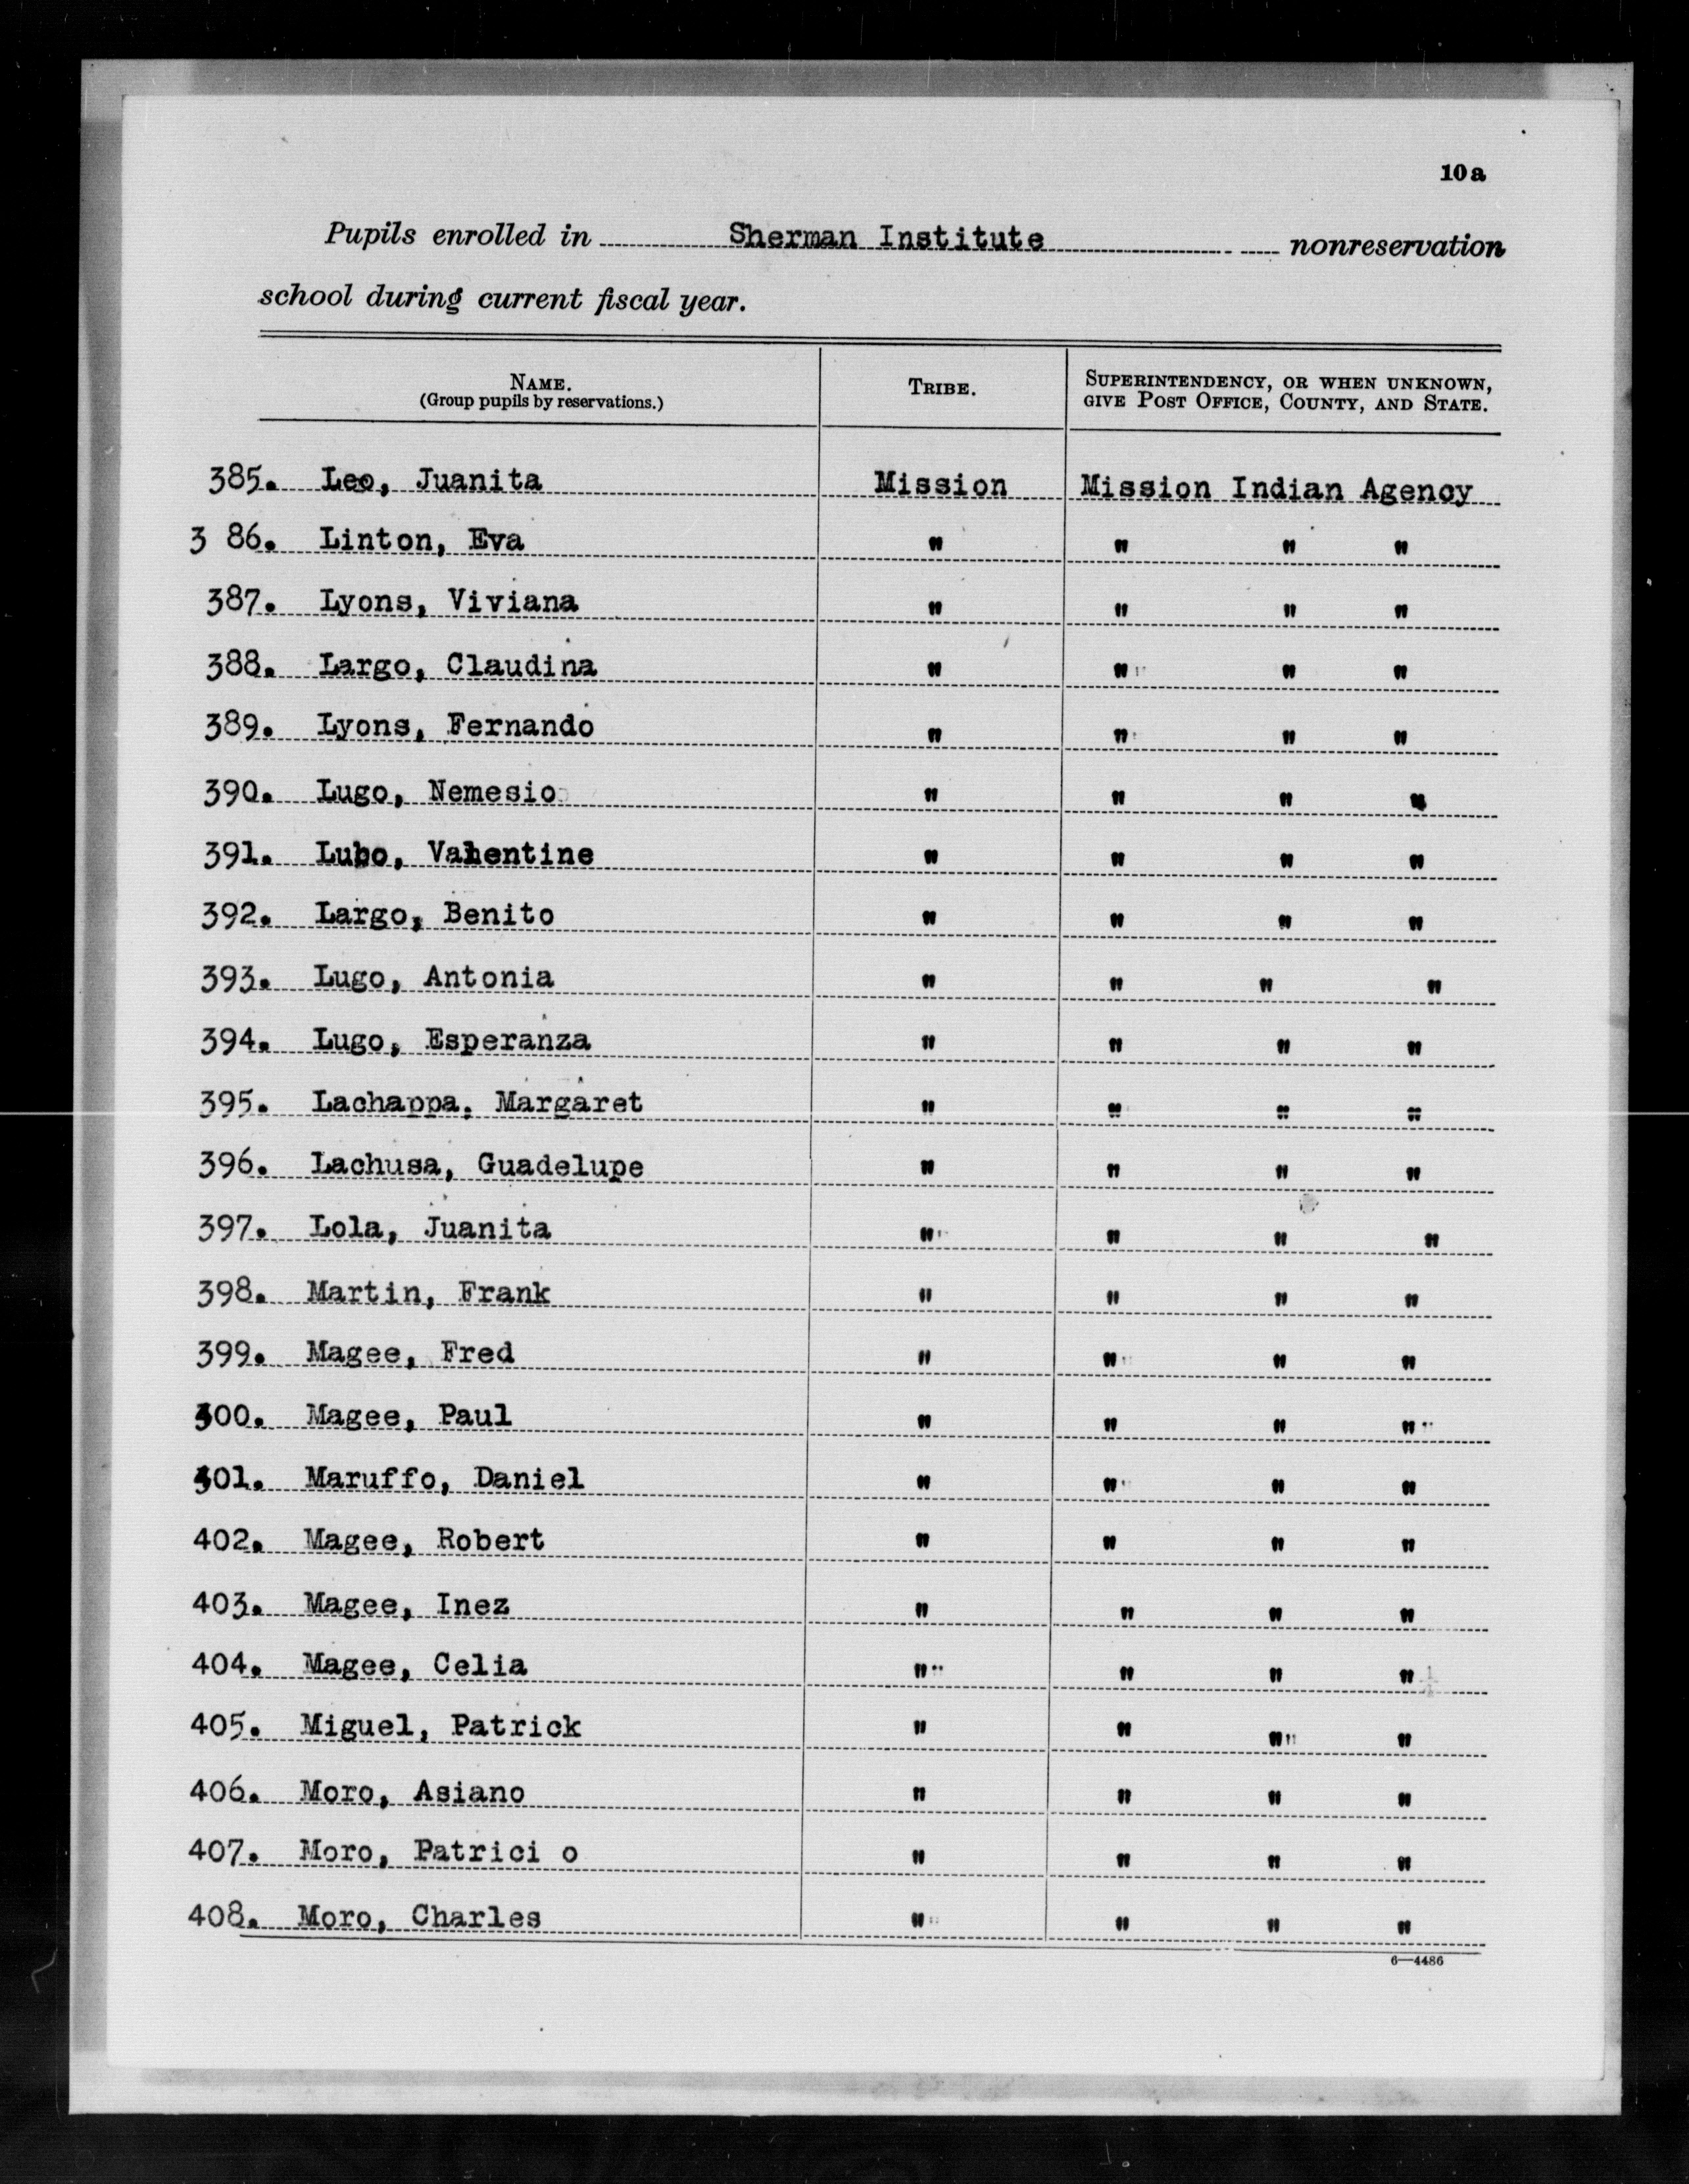 10a
Pupils enrolled in Sherman Institute nonreservation
school during current fiscal year.
NAME. TRIBE. SUPERINTENDENCY, OR WHEN UNKNOWN,
(Group pupils by reservations.) GIVE POST OFFICE, COUNTY, AND STATE.
385. Leo, Juanita Mission Mission Indian Agency
3 86. Linton, Eva " " " "
387. Lyons, Viviana " " " "
388. Largo, Claudina " " " "
389. Lyons, Fernando " " " "
390. Lugo, Nemesio " " " "
391. Lubo, Valentine " " " "
392. Largo, Benito " " " "
393. Lugo, Antonia " " " "
394. Lugo, Esperanza " " " "
395. Lachappa, Margaret " " " "
396. Lachusa, Guadelupe " " " "
397. Lola, Juanita " " " "
398. Martin, Frank " " " "
399. Magee, Fred " " " "
400. Magee, Paul " " " "
401. Maruffo, Daniel " " " "
402. Magee, Robert " " " "
403. Magee, Inez " " " "
404. Magee, Celia " " " "
405. Miguel, Patrick " " " "
406. Moro, Asiano " " " "
407. Moro, Patrici o " " " "
408. Moro, Charles " " " "
6—4486